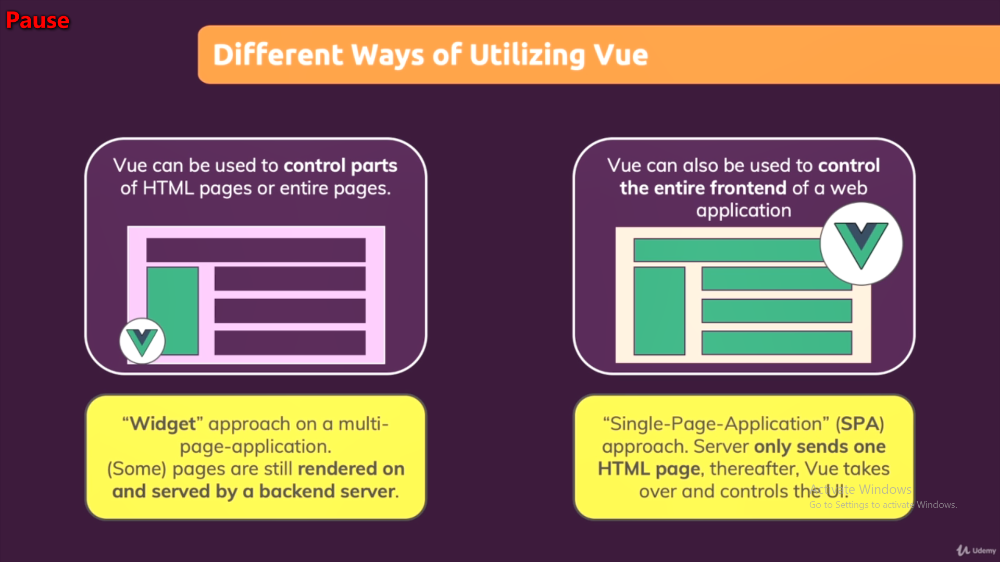 Pause
Different Ways of Utilizing Vue
Vue can be used to control parts
of HTML pages or entire pages.
Vue can also be used to control
the entire frontend of a web
application
“Widget” approach on a multi-
page-application.
(Some) pages are still rendered on
and served by a backend server.
“Single-Page-Application” (SPA)
approach. Server only sends one
HTML page, thereafter, Vue takes
over and controls the UI.
Activate Windows
Go to Settings to activate Windows.
Udemy